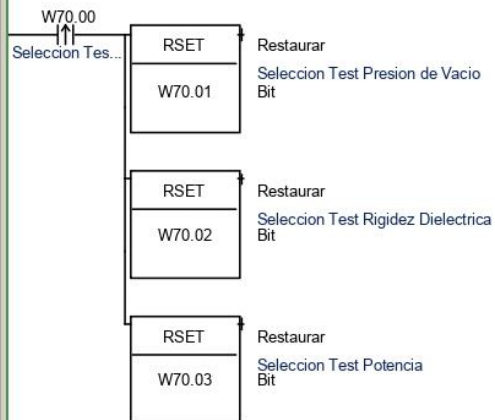 W70.00
Seleccion Tes...
RSET
Restaurar
Seleccion Test Presion de Vacio
W70.01
Bit
RSET
Restaurar
Seleccion Test Rigidez Dielectrica
W70.02
Bit
RSET
Restaurar
Seleccion Test Potencia
W70.03
Bit